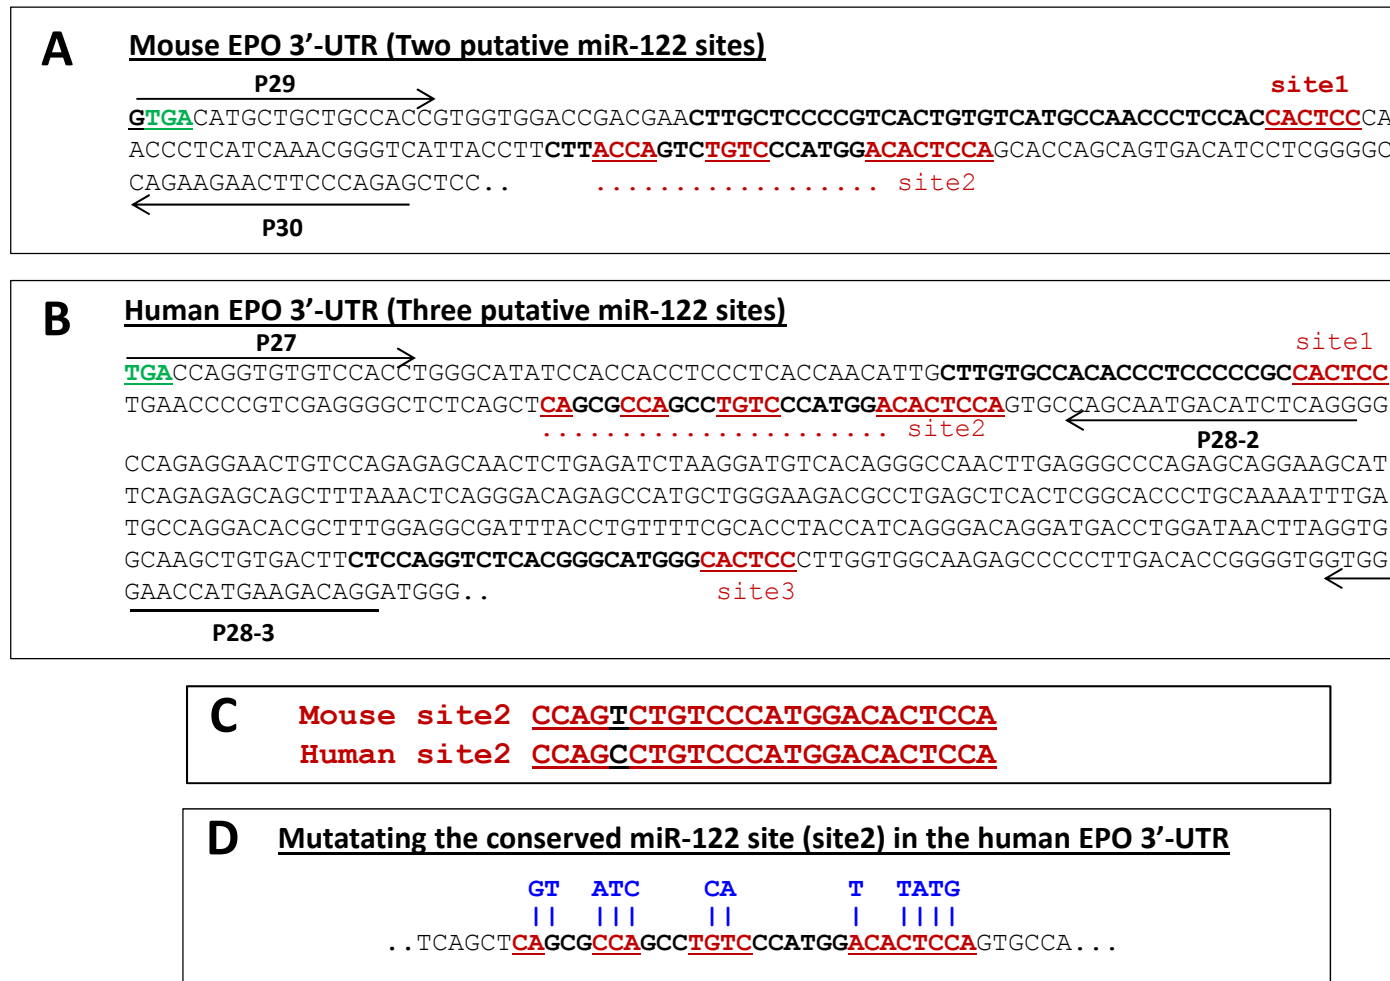 A Mouse EPO 3’-UTR (Two putative miR-122 sites)
P29 site1
GTGACATGCTGCTGCCACCGTGGTGGACCGACGAACTTGCTCCCCGTCACTGTGTCATGCCAACCCTCCACCACTCCCA
ACCCTCATCAAACGGGTCATTACCTTCTTACCAGTCTGTCCCATGGACACTCCAGCACCAGCAGTGACATCCTCGGGGC
CAGAAGAACTTCCCAGAGCTCC.. .................. site2
P30
B Human EPO 3’-UTR (Three putative miR-122 sites)
P27 site1
TGACCAGGTGTGTCCACCTGGGCATATCCACCACCTCCCTCACCAACATTGCTTGTGCCACACCCTCCCCCGCCACTCC
TGAACCCCGTCGAGGGGCTCTCAGCTCAGCGCCAGCCTGTCCCATGGACACTCCAGTGCCAGCAATGACATCTCAGGGG
...................... site2 P28-2
CCAGAGGAACTGTCCAGAGAGCAACTCTGAGATCTAAGGATGTCACAGGGCCAACTTGAGGGCCCAGAGCAGGAAGCAT
TCAGAGAGCAGCTTTAAACTCAGGGACAGAGCCATGCTGGGAAGACGCCTGAGCTCACTCGGCACCCTGCAAAATTTGA
TGCCAGGACACGCTTTGGAGGCGATTTACCTGTTTTCGCACCTACCATCAGGGACAGGATGACCTGGATAACTTAGGTG
GCAAGCTGTGACTTCTCCAGGTCTCACGGGCATGGGCACTCCCTTGGTGGCAAGAGCCCCCTTGACACCGGGGTGGTGG
GAACCATGAAGACAGGATGGG.. site3
P28-3
C Mouse site2 CCAGTCTGTCCCATGGACACTCCA
Human site2 CCAGCCTGTCCCATGGACACTCCA
D Mutatating the conserved miR-122 site (site2) in the human EPO 3’-UTR
GT ATC CA T TATG
..TCAGCTCAGCGCCAGCCTGTCCCATGGACACTCCAGTGCCA...